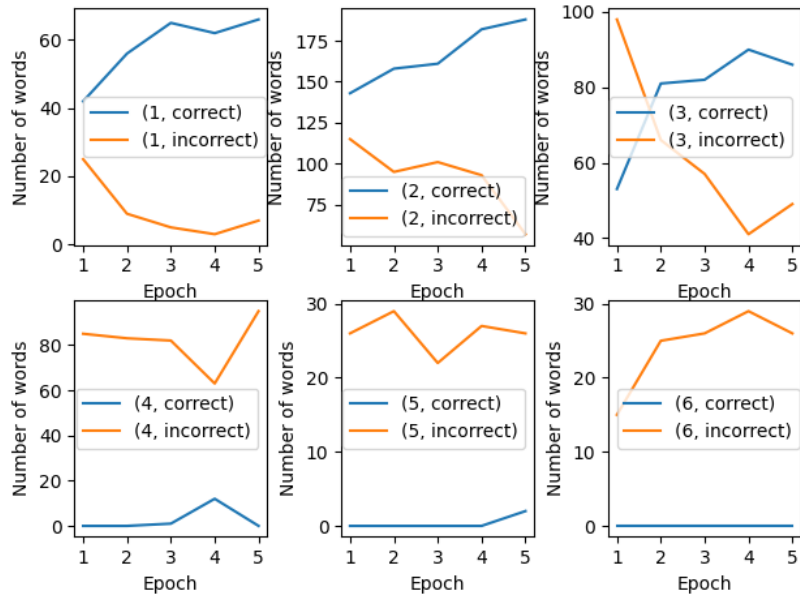 Number of words
60
40
20
0
(1, correct)
(1, incorrect)
1 2 3 4 5
Epoch
Number of words
175
150
125
100
75
(2, correct)
(2, incorrect)
1 2 3 4 5
Epoch
Number of words
100
80
60
40
(3, correct)
(3, incorrect)
1 2 3 4 5
Epoch
Number of words
80
60
40
20
0
(4, correct)
(4, incorrect)
1 2 3 4 5
Epoch
Number of words
30
20
10
0
(5, correct)
(5, incorrect)
1 2 3 4 5
Epoch
Number of words
30
20
10
0
(6, correct)
(6, incorrect)
1 2 3 4 5
Epoch